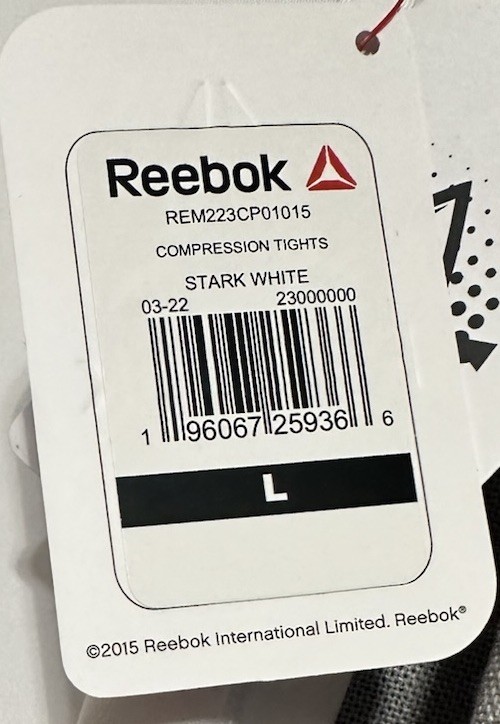 Reebok
REM223CP01015
COMPRESSION TIGHTS
STARK WHITE
03-22 23000000
1 96067 25936 6
L
©2015 Reebok International Limited. Reebok®